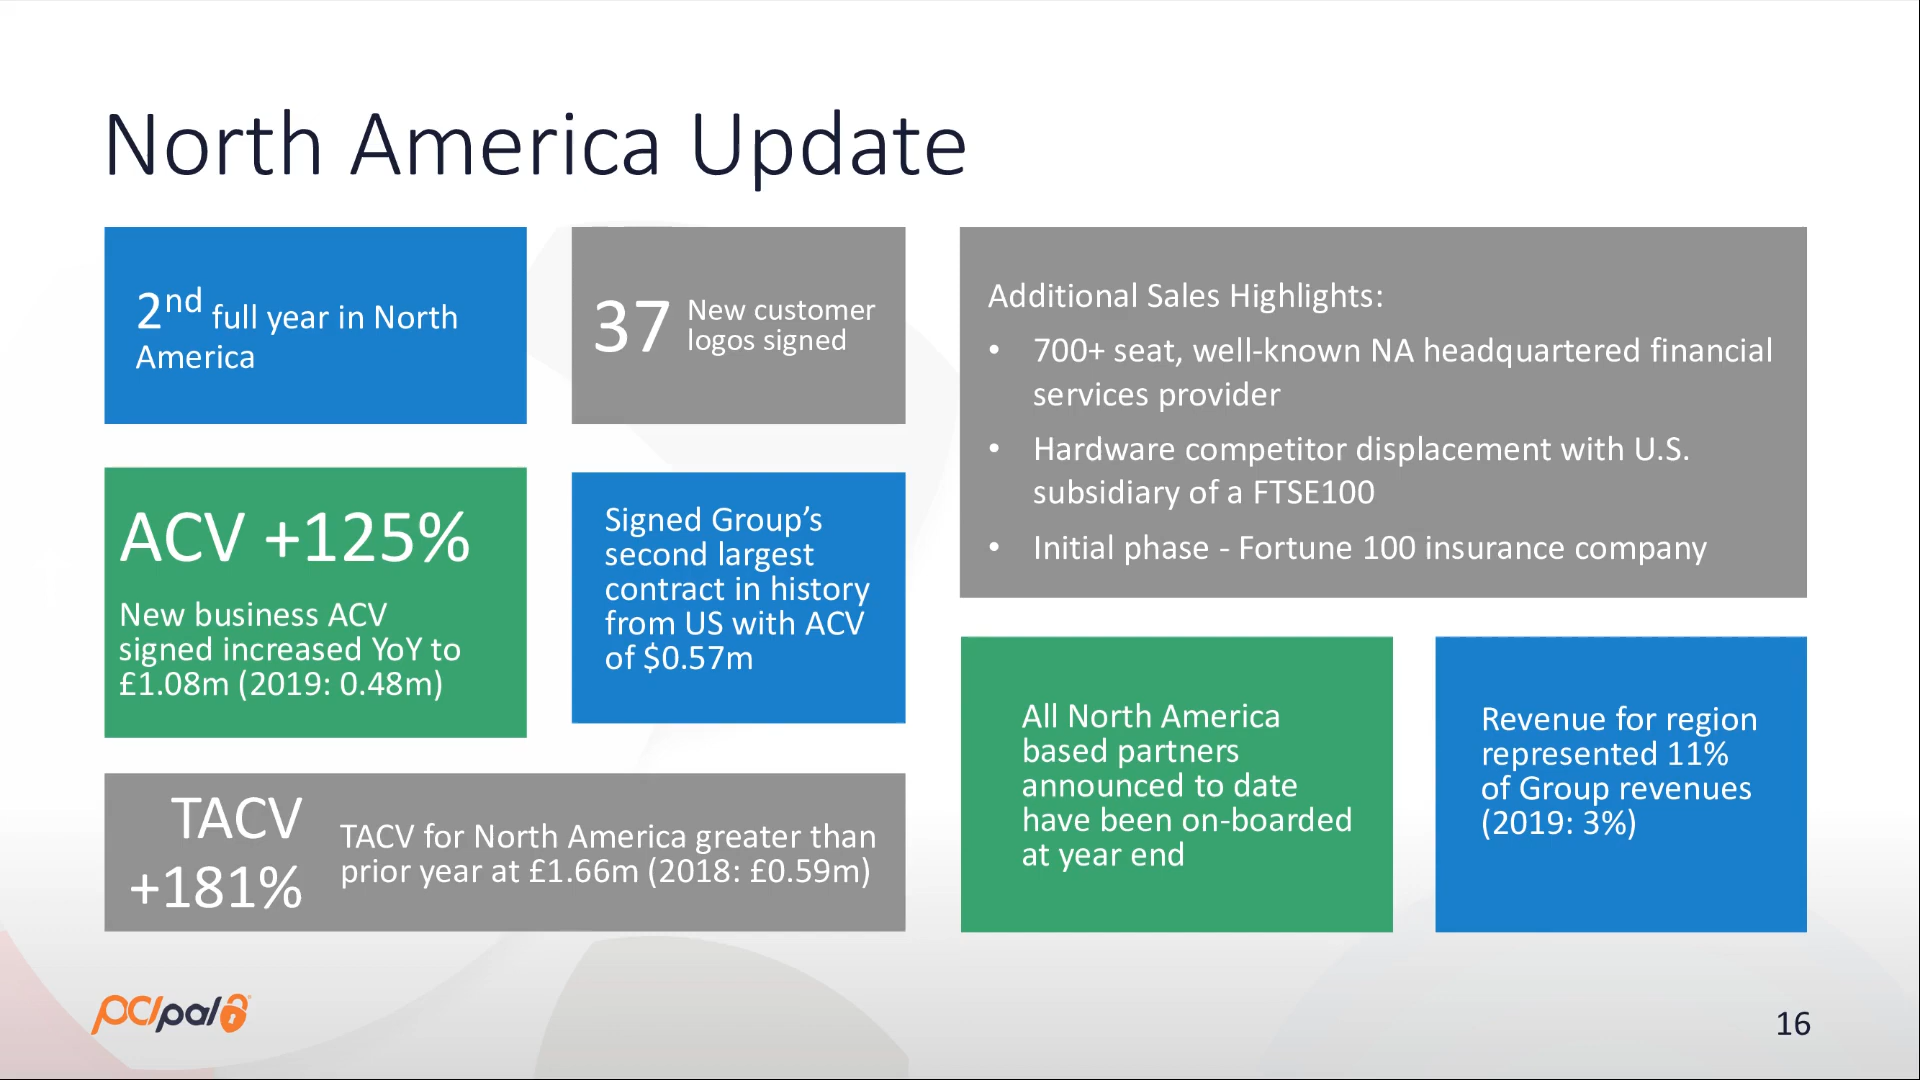 North America Update
2nd full year in North
America
37
New customer
logos signed
ACV +125%
New business ACV
signed increased YoY to
£1.08m (2019: 0.48m)
Signed Group’s
second largest
contract in history
from US with ACV
of $0.57m
TACV
+181%
TACV for North America greater than
prior year at £1.66m (2018: £0.59m)
Additional Sales Highlights:
• 700+ seat, well-known NA headquartered financial
services provider
• Hardware competitor displacement with U.S.
subsidiary of a FTSE100
• Initial phase - Fortune 100 insurance company
All North America
based partners
announced to date
have been on-boarded
at year end
Revenue for region
represented 11%
of Group revenues
(2019: 3%)
pcipal
16